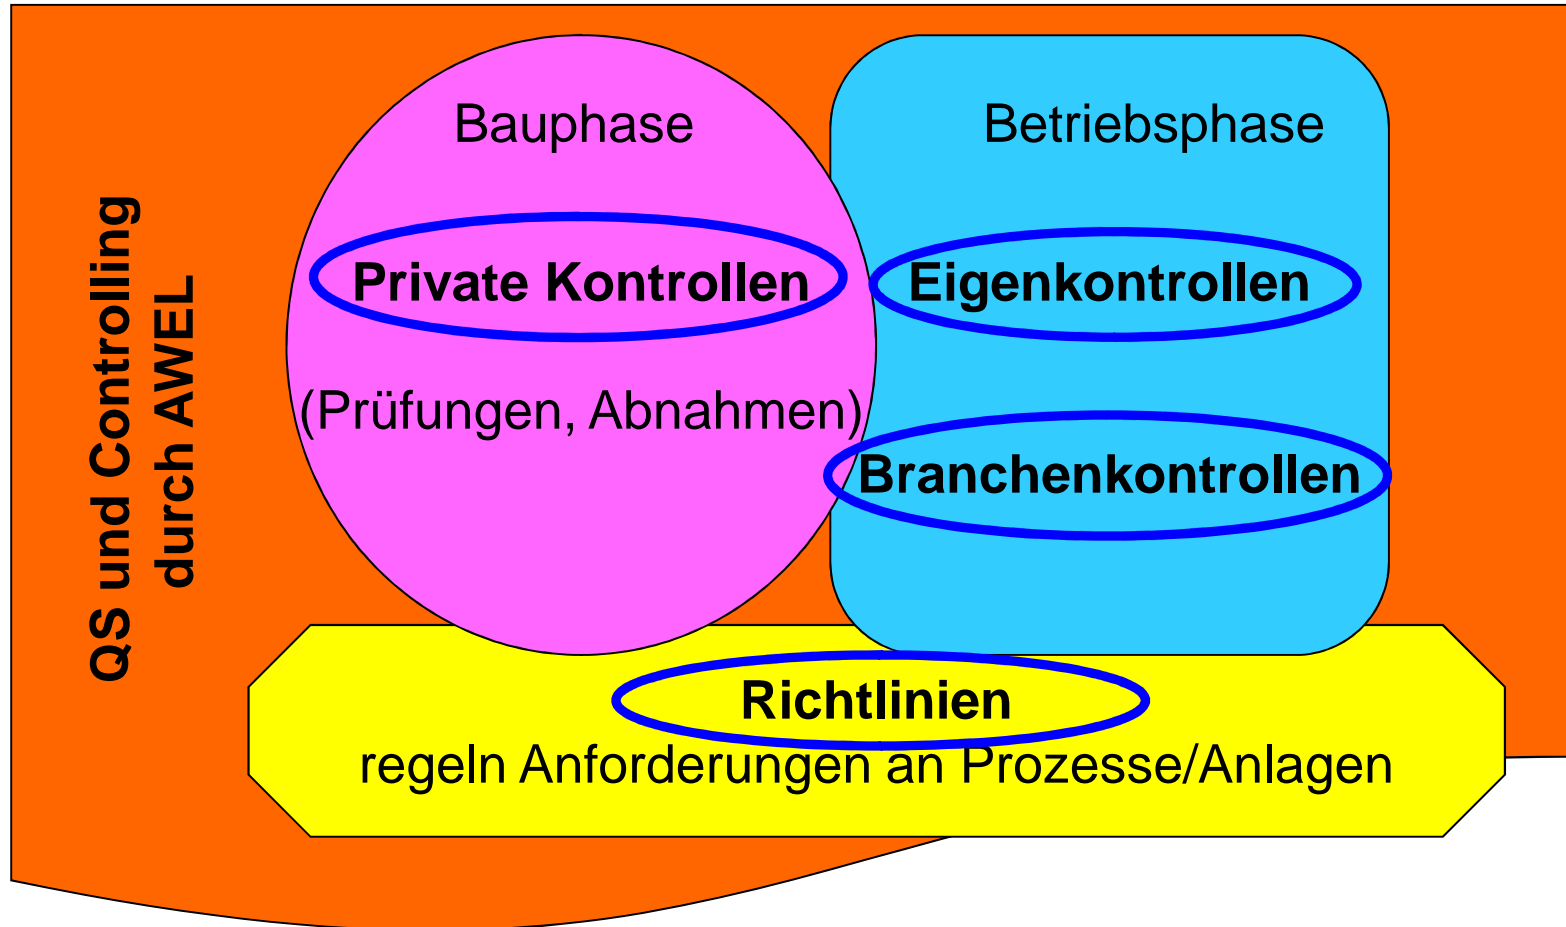 QS und Controlling
durch AWEL
Bauphase
Private Kontrollen
(Prüfungen, Abnahmen)
Betriebsphase
Eigenkontrollen
Branchenkontrollen
Richtlinien
regeln Anforderungen an Prozesse/Anlagen